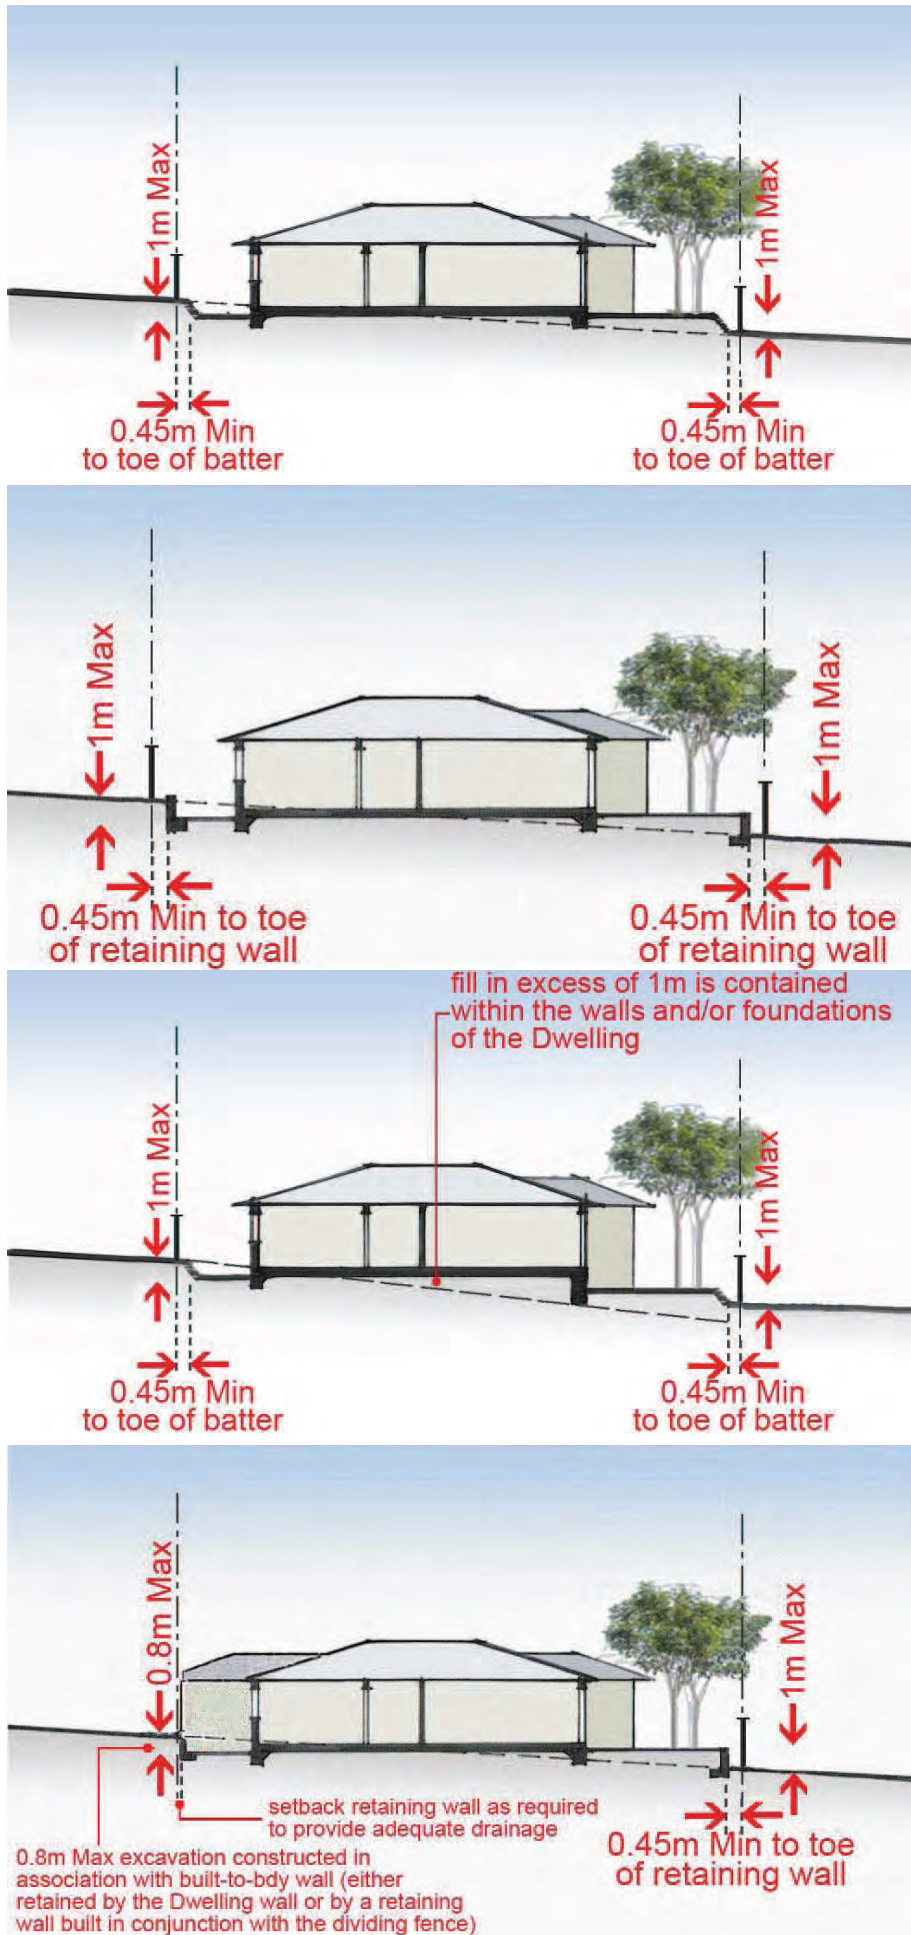 1m Max
1m Max
0.45m Min
to toe of batter
0.45m Min
to toe of batter
1m Max
1m Max
0.45m Min to toe
of retaining wall
0.45m Min to toe
of retaining wall
fill in excess of 1m is contained
within the walls and/or foundations
of the Dwelling
1m Max
1m Max
0.45m Min
to toe of batter
0.45m Min
to toe of batter
0.8m Max
1m Max
setback retaining wall as required
to provide adequate drainage
0.45m Min to toe
of retaining wall
0.8m Max excavation constructed in
association with built-to-bdy wall (either
retained by the Dwelling wall or by a retaining
wall built in conjunction with the dividing fence)